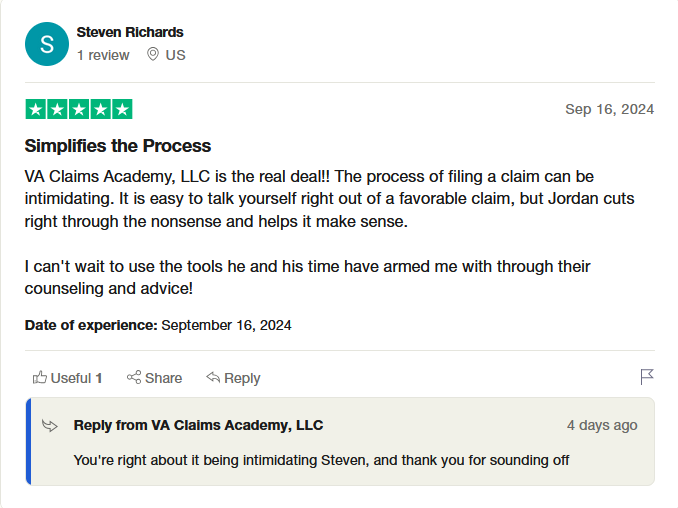 S
Steven Richards
1 review US
Sep 16, 2024
Simplifies the Process
VA Claims Academy, LLC is the real deal!! The process of filing a claim can be
intimidating. It is easy to talk yourself right out of a favorable claim, but Jordan cuts
right through the nonsense and helps it make sense.
I can't wait to use the tools he and his time have armed me with through their
counseling and advice!
Date of experience: September 16, 2024
Useful 1 Share Reply
Reply from VA Claims Academy, LLC 4 days ago
You're right about it being intimidating Steven, and thank you for sounding off